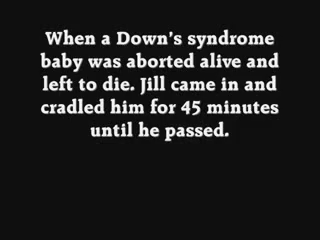 When a Down's syndrome
baby was aborted alive and
left to die. Jill came in and
cradled him for 45 minutes
until he passed.